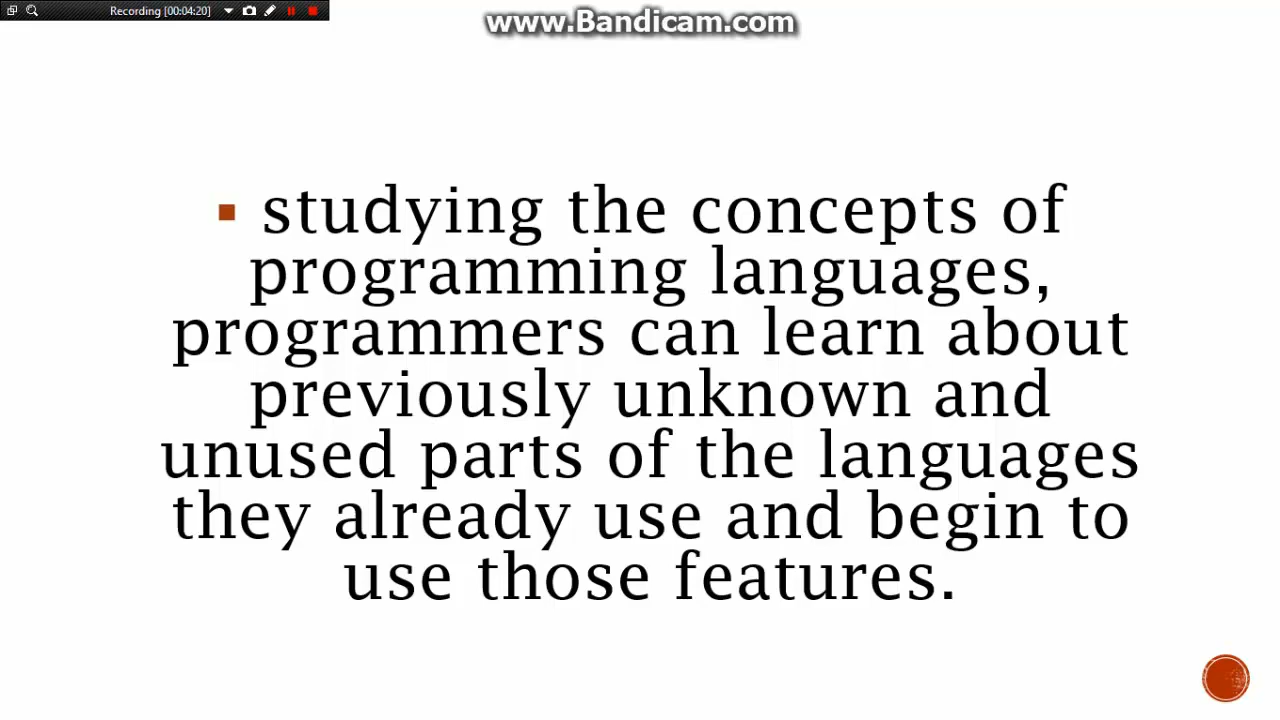 Recording [00:04:20]
www.Bandicam.com
studying the concepts of
programming languages,
programmers can learn about
previously unknown and
unused parts of the languages
they already use and begin to
use those features.